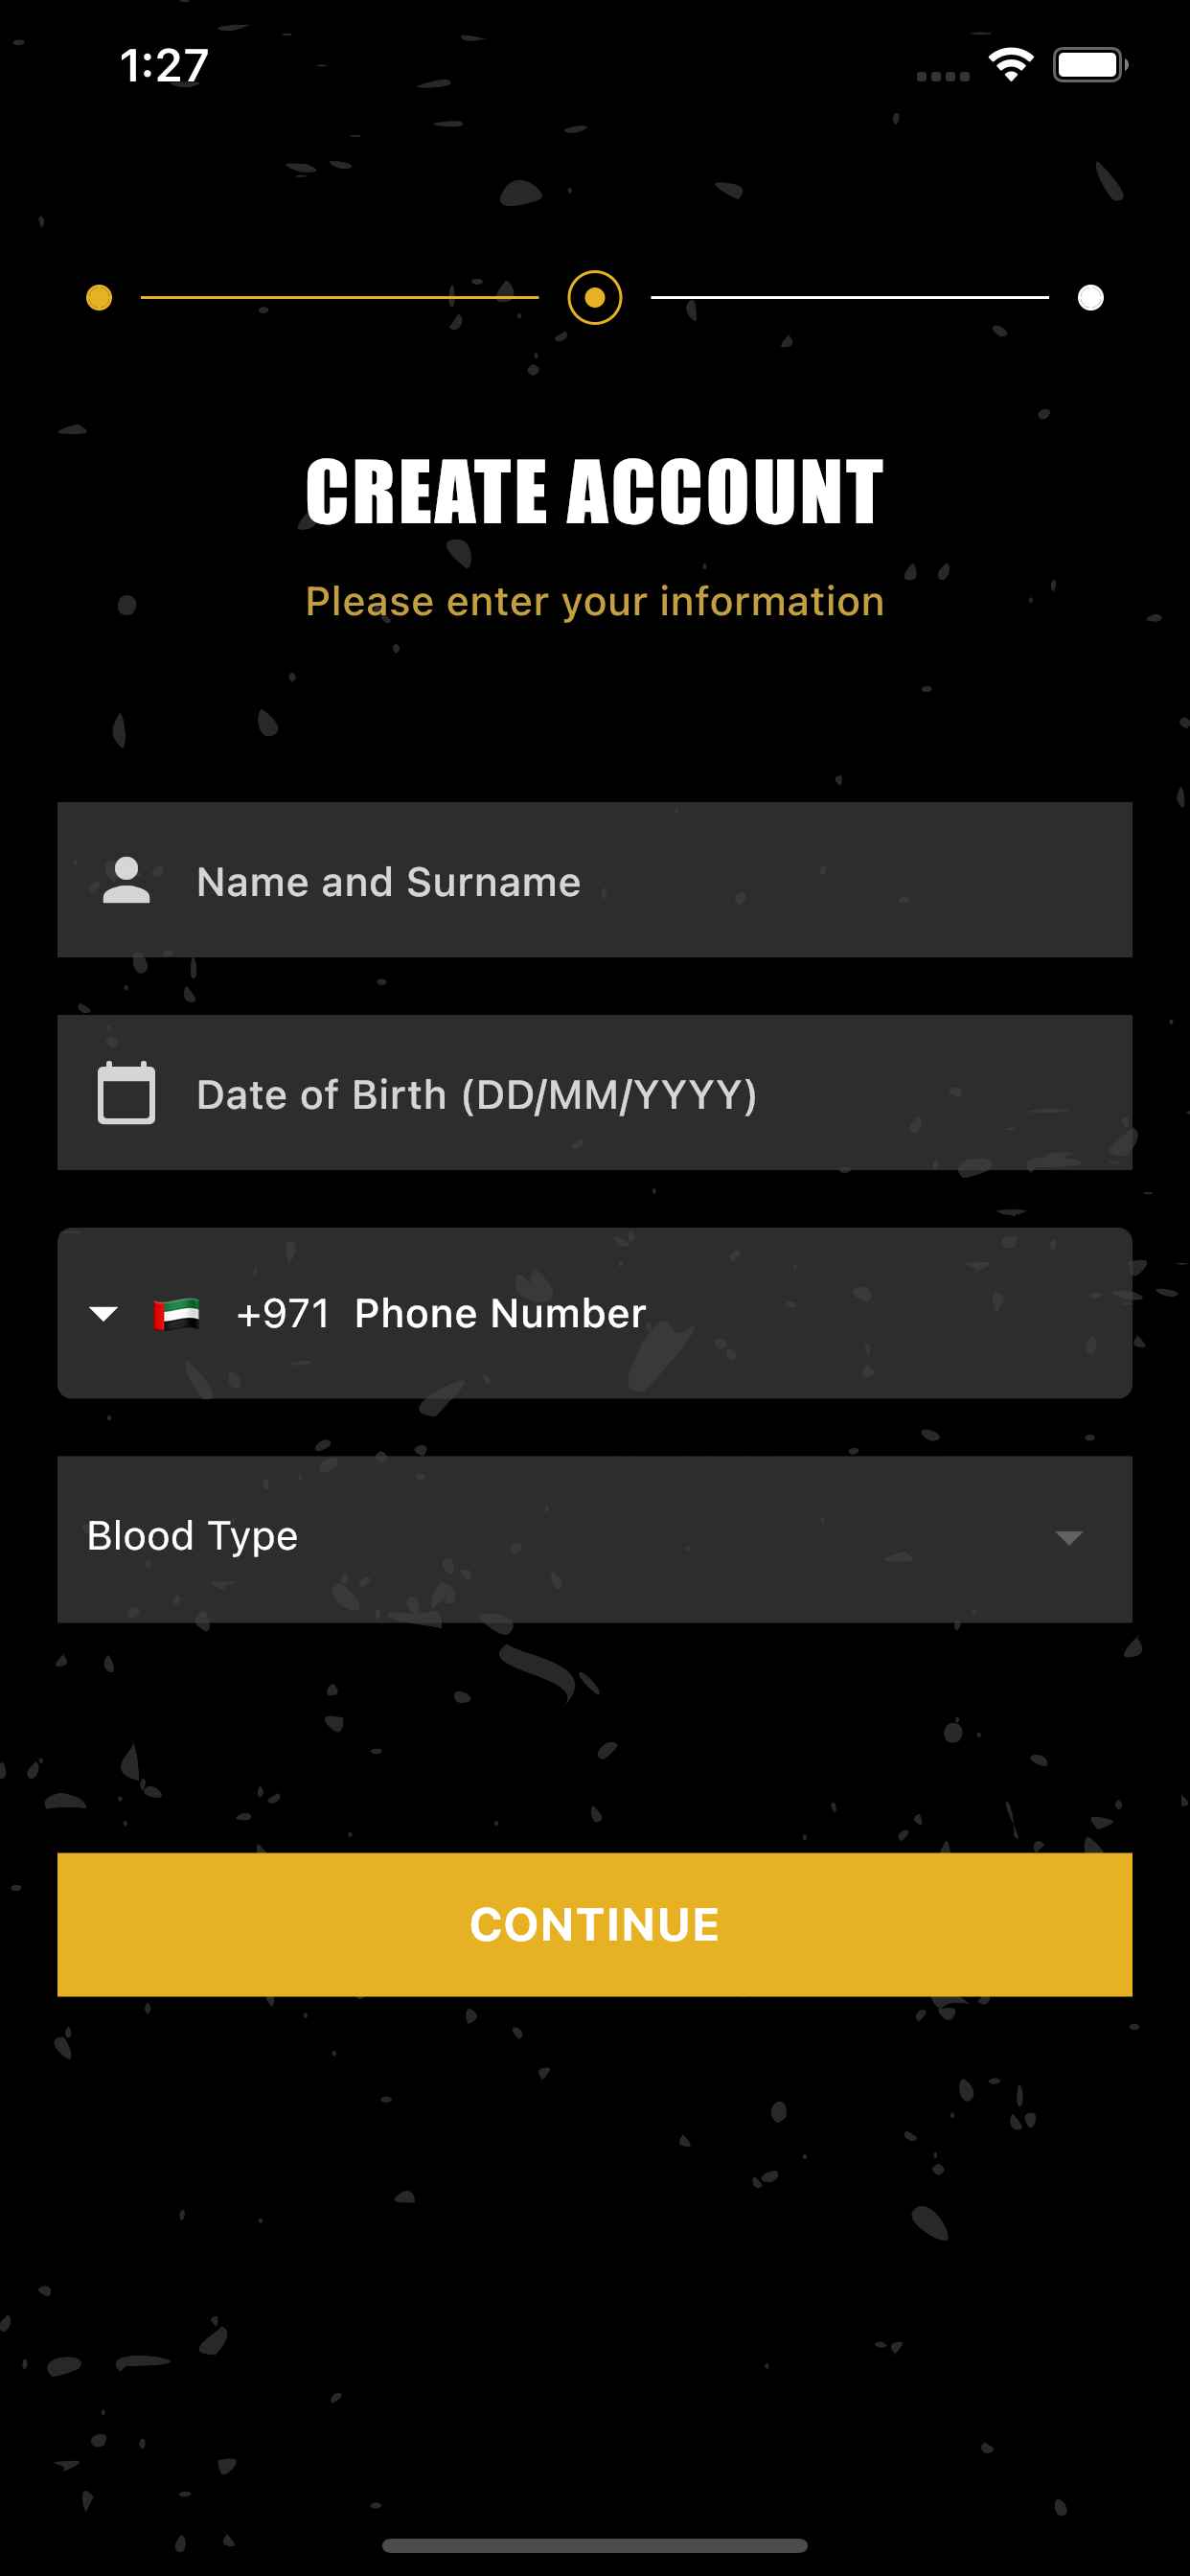 1:27
CREATE ACCOUNT
Please enter your information
Name and Surname
Date of Birth (DD/MM/YYYY)
+971 Phone Number
Blood Type
CONTINUE